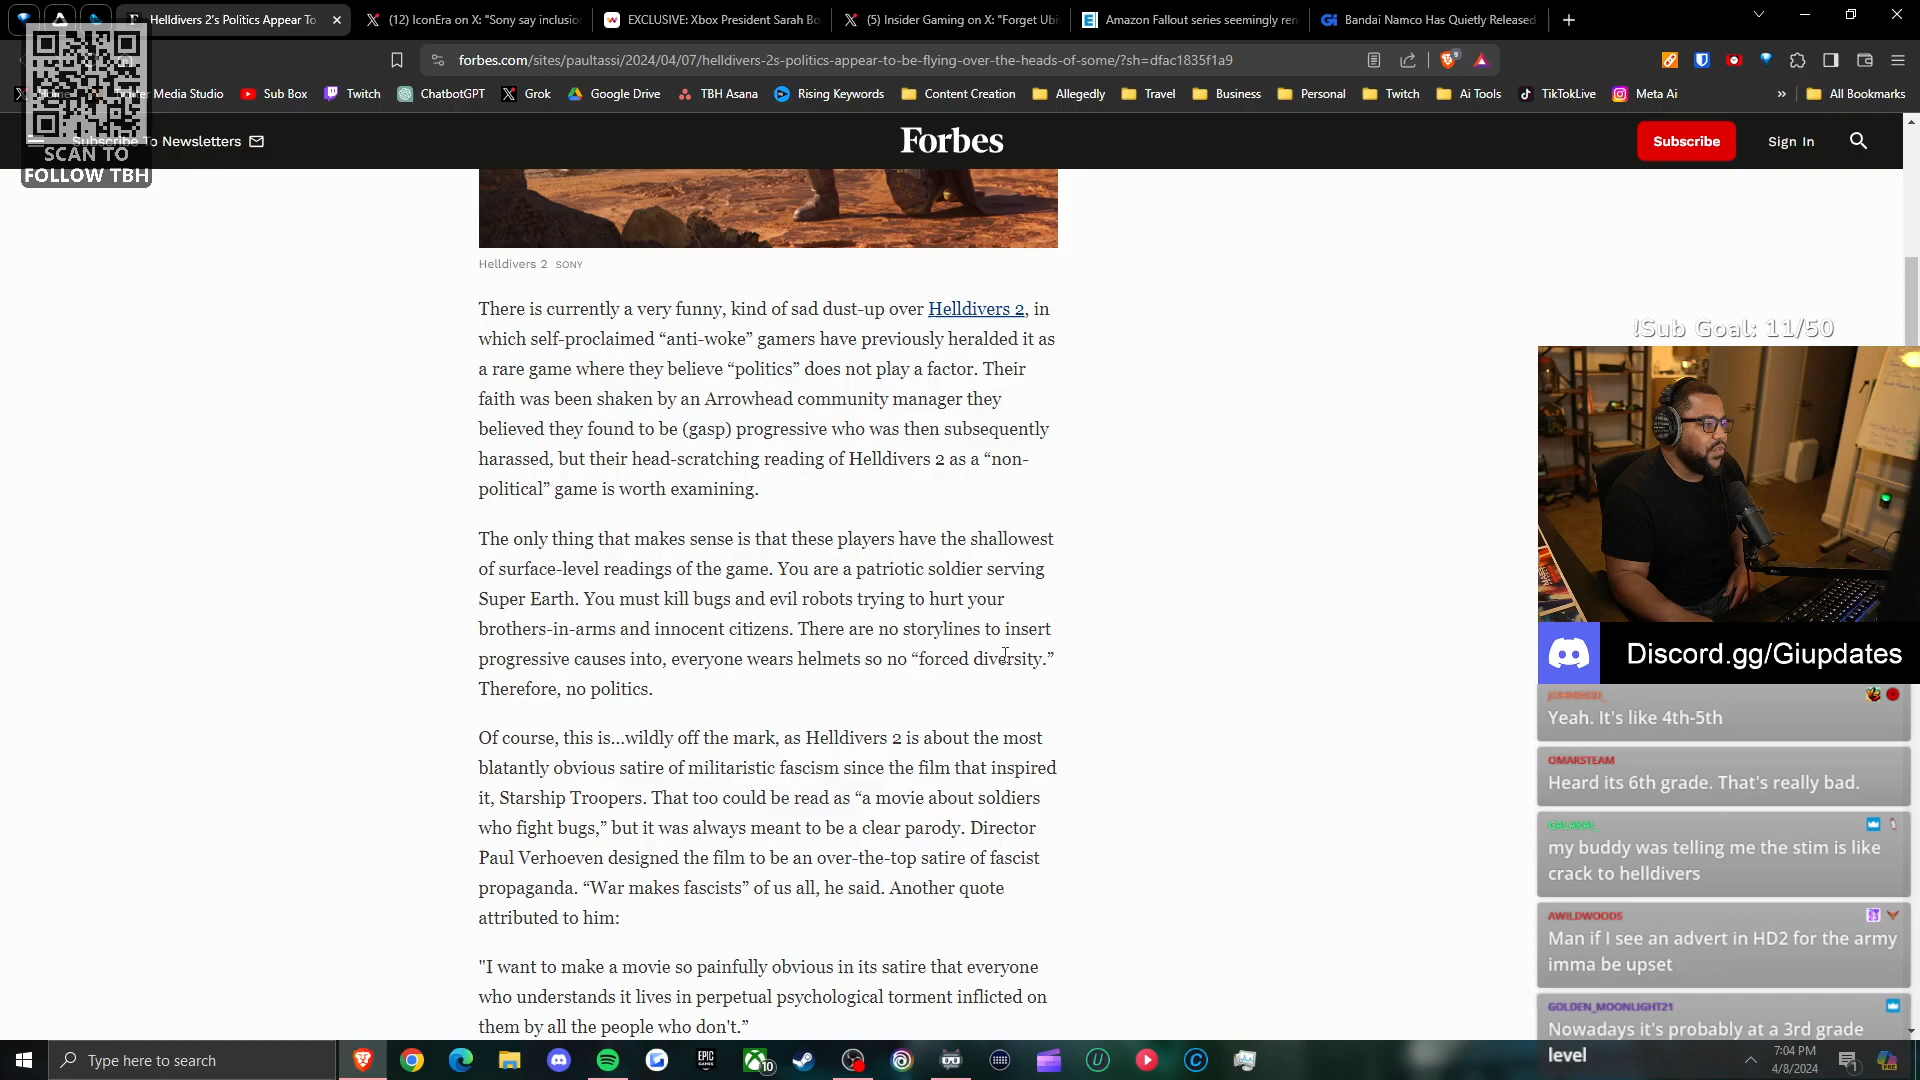 Helldivers 2's Politics Appear To
(12) IconEra on X: "Sony say inclusion
EXCLUSIVE: Xbox President Sarah Bo
(5) Insider Gaming on X: "Forget Ubi
Amazon Fallout series seemingly ren
Bandai Namco Has Quietly Released
forbes.com/sites/paultassi/2024/04/07/helldivers-2s-politics-appear-to-be-flying-over-the-heads-of-some/?sh=dfac1835f1a9
9
Media Studio
Sub Box
Twitch
ChatbotGPT
Grok
Google Drive
TBH Asana
Rising Keywords
Content Creation
Allegedly
Travel
Business
Personal
Twitch
Ai Tools
TikTokLive
Meta Ai
All Bookmarks
SCAN TO
FOLLOW TBH
Subscribe To Newsletters
Forbes
Subscribe
Sign In
Helldivers 2 SONY
There is currently a very funny, kind of sad dust-up over Helldivers 2, in
which self-proclaimed “anti-woke” gamers have previously heralded it as
a rare game where they believe “politics” does not play a factor. Their
faith was been shaken by an Arrowhead community manager they
believed they found to be (gasp) progressive who was then subsequently
harassed, but their head-scratching reading of Helldivers 2 as a “non-
political” game is worth examining.
The only thing that makes sense is that these players have the shallowest
of surface-level readings of the game. You are a patriotic soldier serving
Super Earth. You must kill bugs and evil robots trying to hurt your
brothers-in-arms and innocent citizens. There are no storylines to insert
progressive causes into, everyone wears helmets so no “forced diversity.”
Therefore, no politics.
Of course, this is...wildly off the mark, as Helldivers 2 is about the most
blatantly obvious satire of militaristic fascism since the film that inspired
it, Starship Troopers. That too could be read as “a movie about soldiers
who fight bugs,” but it was always meant to be a clear parody. Director
Paul Verhoeven designed the film to be an over-the-top satire of fascist
propaganda. “War makes fascists” of us all, he said. Another quote
attributed to him:
"I want to make a movie so painfully obvious in its satire that everyone
who understands it lives in perpetual psychological torment inflicted on
them by all the people who don't.”
!Sub Goal: 11/50
Discord.gg/Giupdates
Yeah. It's like 4th-5th
OMARSTEAM
Heard its 6th grade. That's really bad.
my buddy was telling me the stim is like
crack to helldivers
AWILDWOODS
Man if I see an advert in HD2 for the army
imma be upset
GOLDEN_MOONLIGHT21
Nowadays it's probably at a 3rd grade
level
Type here to search
EPIC
GAMES
10
7:04 PM
4/8/2024
1
PRE